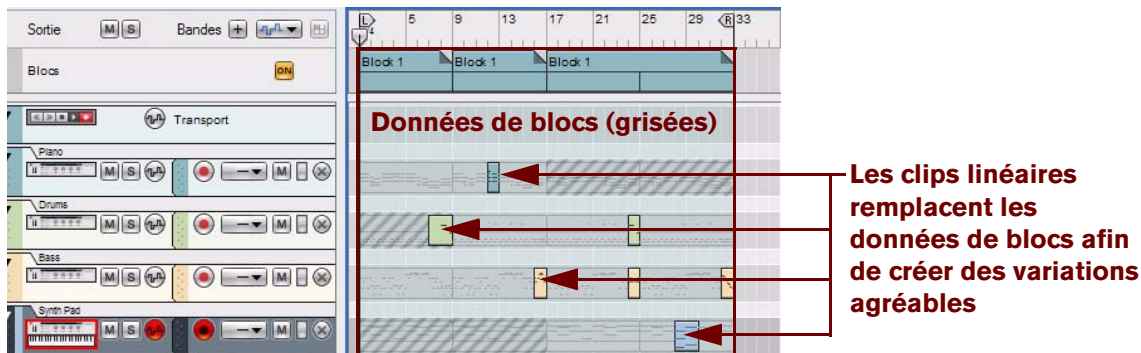 Sortie M S Bandes +
L 5 9 13 17 21 25 29 R 33
4
Blocs ON
Block 1 Block 1 Block 1
Transport
Données de blocs (grisées)
Piano
M S M
Drums
M S M
Bass
M S M
Synth Pad
M S M
Les clips linéaires
remplacent les
données de blocs afin
de créer des variations
agréables